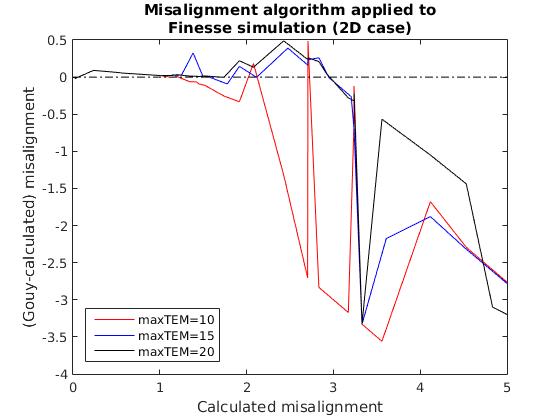 Misalignment algorithm applied to
Finesse simulation (2D case)
(Gouy-calculated) misalignment
0.5
0
-0.5
-1
-1.5
-2
-2.5
-3
-3.5
-4
maxTEM=10
maxTEM=15
maxTEM=20
0 1 2 3 4 5
Calculated misalignment